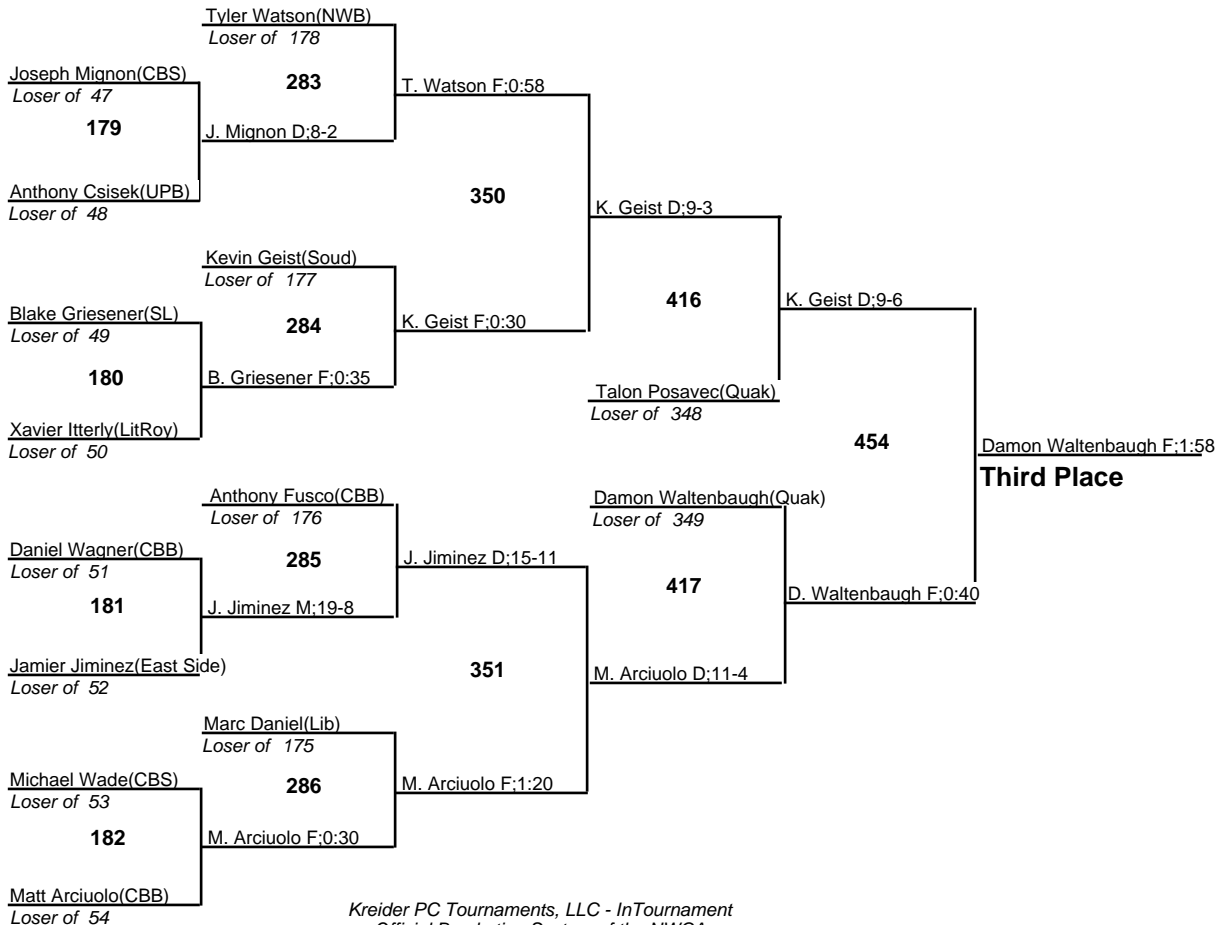 Tyler Watson(NWB)
Loser of 178
Joseph Mignon(CBS)
Loser of 47
283
T. Watson F;0:58
179
J. Mignon D;8-2
Anthony Csisek(UPB)
Loser of 48
350
K. Geist D;9-3
Kevin Geist(Soud)
Loser of 177
416
K. Geist D;9-6
Blake Griesener(SL)
Loser of 49
284
K. Geist F;0:30
180
B. Griesener F;0:35
Talon Posavec(Quak)
Loser of 348
Xavier Itterly(LitRoy)
Loser of 50
454
Damon Waltenbaugh F;1:58
Third Place
Anthony Fusco(CBB)
Loser of 176
Damon Waltenbaugh(Quak)
Loser of 349
Daniel Wagner(CBB)
Loser of 51
285
J. Jiminez D;15-11
417
D. Waltenbaugh F;0:40
181
J. Jiminez M;19-8
Jamier Jiminez(East Side)
Loser of 52
351
M. Arciuolo D;11-4
Marc Daniel(Lib)
Loser of 175
Michael Wade(CBS)
Loser of 53
286
M. Arciuolo F;1:20
182
M. Arciuolo F;0:30
Matt Arciuolo(CBB)
Loser of 54
Kreider PC Tournaments, LLC - InTournament